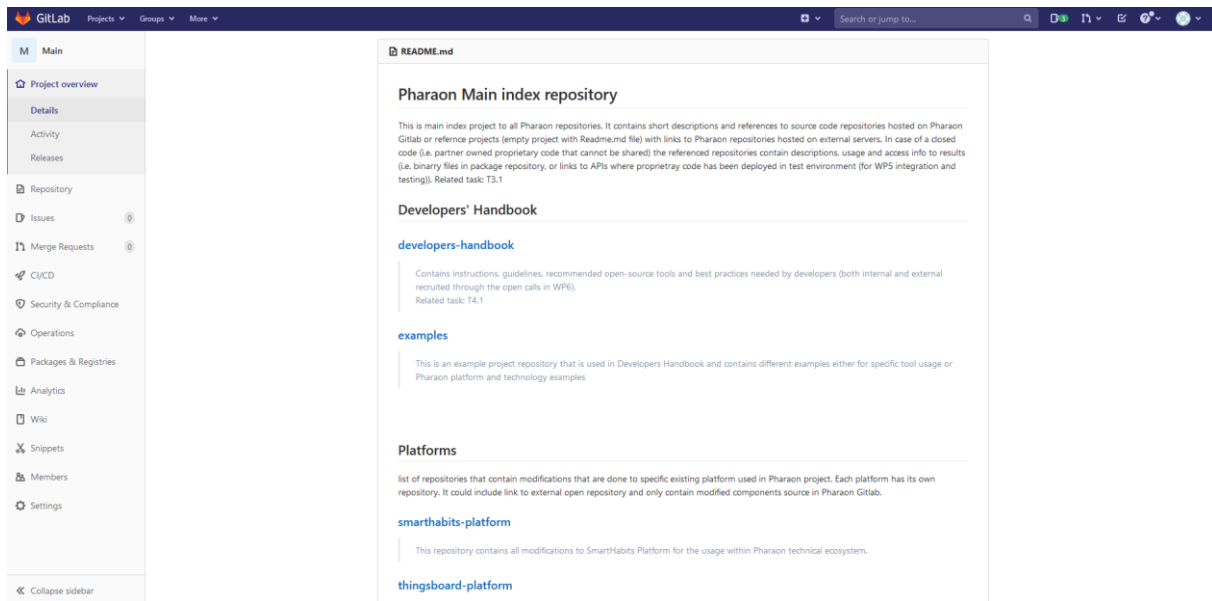 GitLab Projects Groups More Search or jump to... 3
M Main
Project overview
Details
Activity
Releases
Repository
Issues 0
Merge Requests 0
CI/CD
Security & Compliance
Operations
Packages & Registries
Analytics
Wiki
Snippets
Members
Settings
Collapse sidebar
README.md
Pharaon Main index repository
This is main index project to all Pharaon repositories. It contains short descriptions and references to source code repositories hosted on Pharaon
Gitlab or refernce projects (empty project with Readme.md file) with links to Pharaon repositories hosted on external servers. In case of a closed
code (i.e. partner owned proprietary code that cannot be shared) the referenced repositories contain descriptions, usage and access info to results
(i.e. binarry files in package repository, or links to APIs where proprietray code has been deployed in test environment (for WP5 integration and
testing)). Related task: T3.1
Developers' Handbook
developers-handbook
Contains instructions, guidelines, recommended open-source tools and best practices needed by developers (both internal and external
recruited through the open calls in WP6).
Related task: T4.1
examples
This is an example project repository that is used in Developers Handbook and contains different examples either for specific tool usage or
Pharaon platform and technology examples
Platforms
list of repositories that contain modifications that are done to specific existing platform used in Pharaon project. Each platform has its own
repository. It could include link to external open repository and only contain modified components source in Pharaon Gitlab.
smarthabits-platform
This repository contains all modifications to SmartHabits Platform for the usage within Pharaon technical ecosystem.
thingsboard-platform